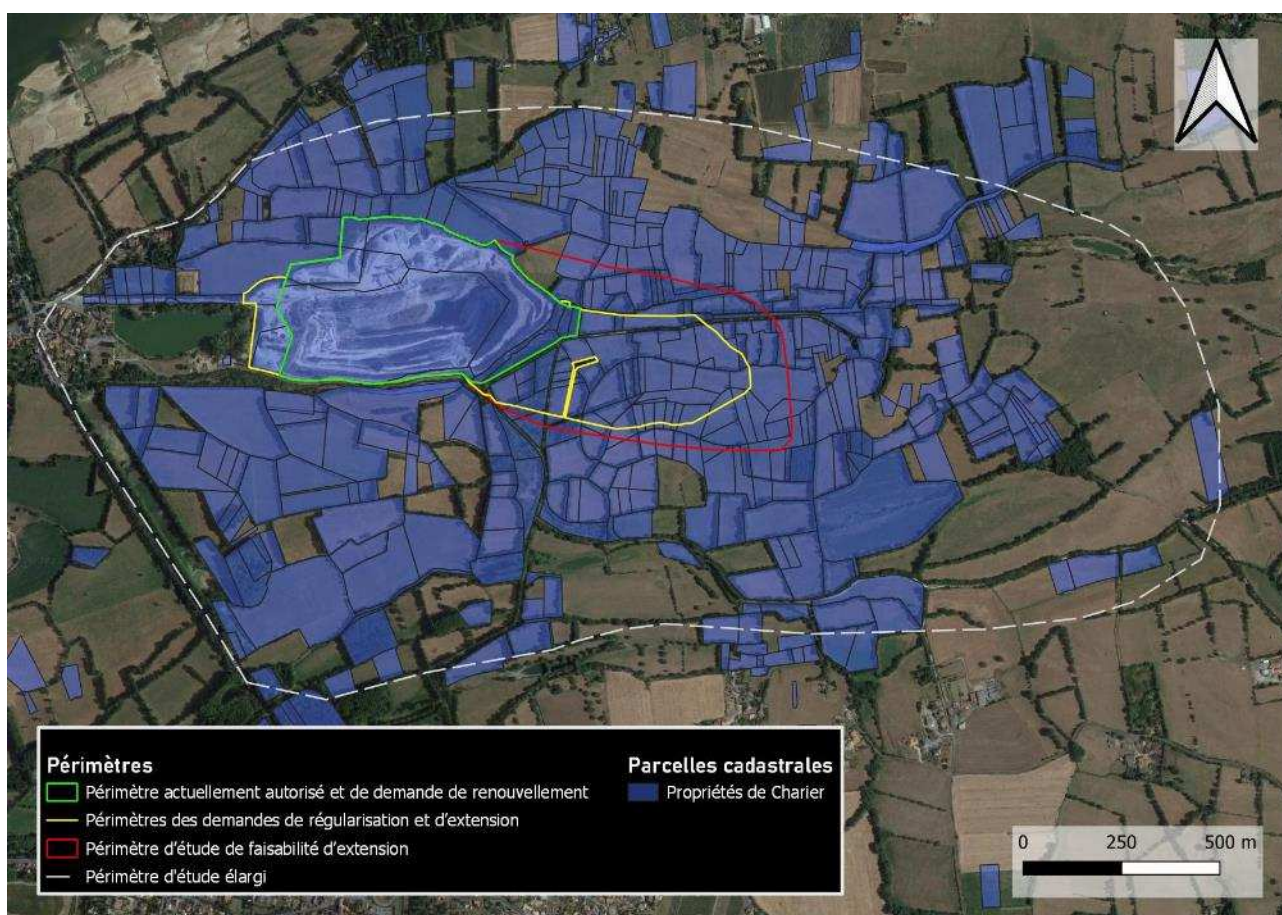 Périmètres
Périmètre actuellement autorisé et de demande de renouvellement
Périmètres des demandes de régularisation et d'extension
Périmètre d'étude de faisabilité d'extension
Périmètre d'étude élargi
Parcelles cadastrales
Propriétés de Charier
0 250 500 m